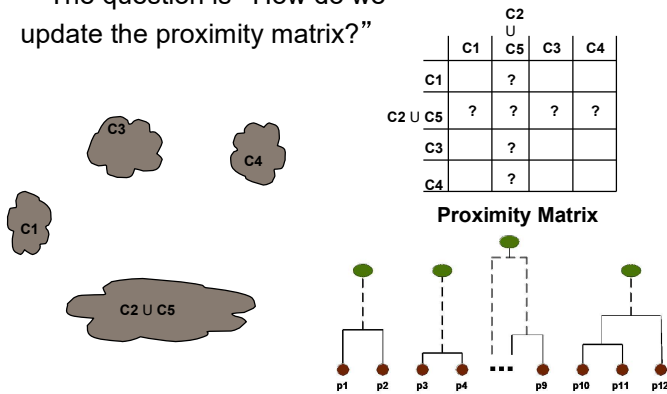 The question is “How do we
update the proximity matrix?”
C2
U
C1 C5 C3 C4
C1 ?
C2 U C5 ? ? ? ?
C3 ?
C4 ?
Proximity Matrix
C3
C4
C1
C2 U C5
...
p1 p2 p3 p4 p9 p10 p11 p12